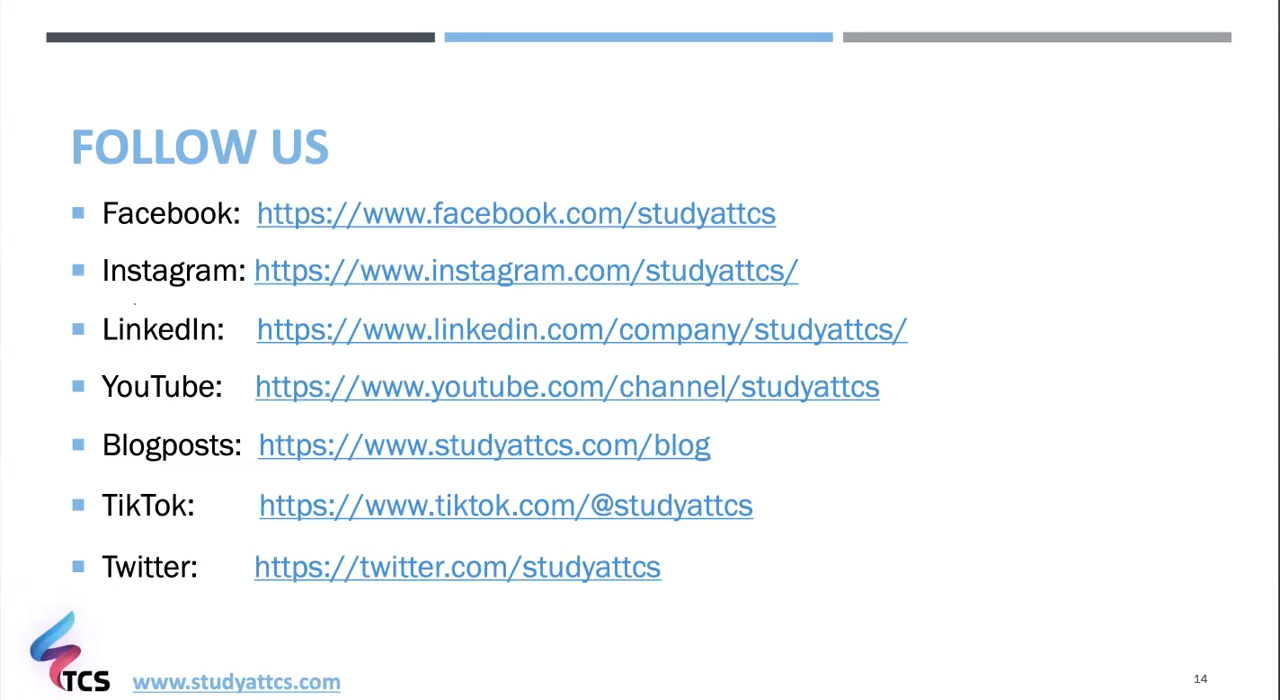 FOLLOW US
Facebook: https://www.facebook.com/studyattcs
Instagram: https://www.instagram.com/studyattcs/
LinkedIn: https://www.linkedin.com/company/studyattcs/
YouTube: https://www.youtube.com/channel/studyattcs
Blogposts: https://www.studyattcs.com/blog
TikTok: https://www.tiktok.com/@studyattcs
Twitter: https://twitter.com/studyattcs
TCS www.studyattcs.com 14